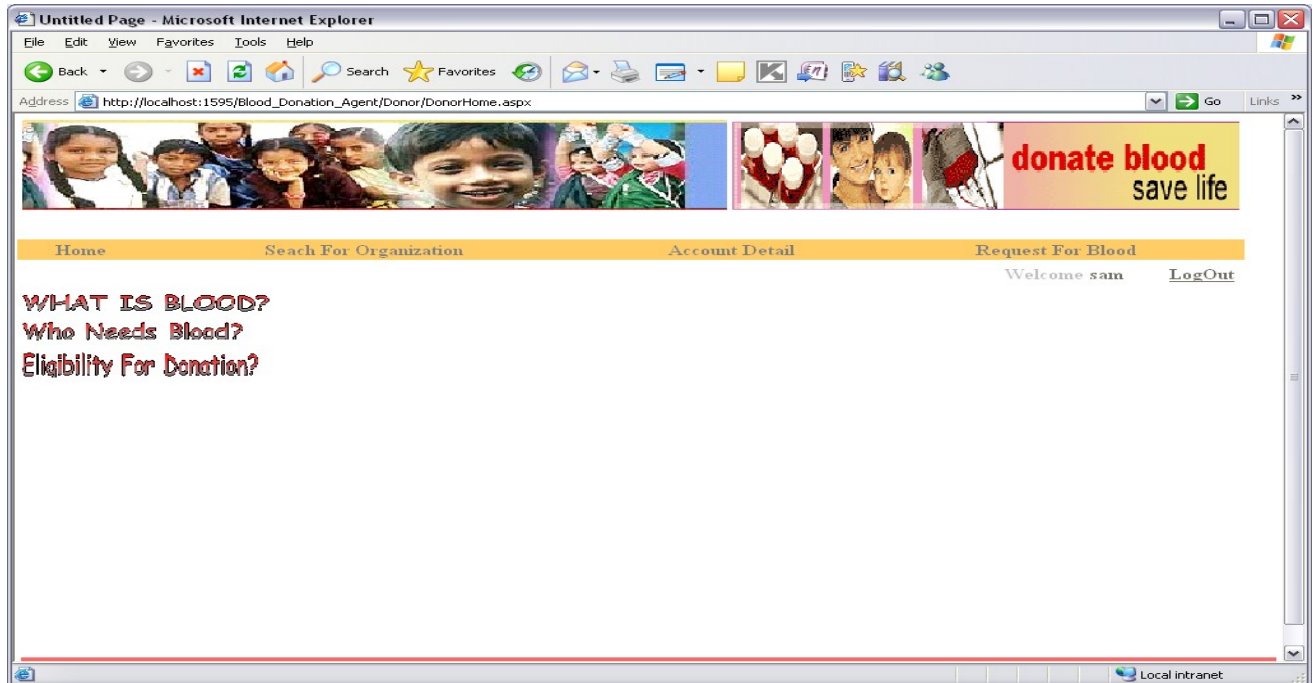 Untitled Page - Microsoft Internet Explorer
File Edit View Favorites Tools Help
Back Search Favorites
Address http://localhost:1595/Blood_Donation_Agent/Donor/DonorHome.aspx Go Links »
donate blood
save life
Home Seach For Organization Account Detail Request For Blood
Welcome sam LogOut
WHAT IS BLOOD?
Who Needs Blood?
Eligibility For Donation?
Local intranet